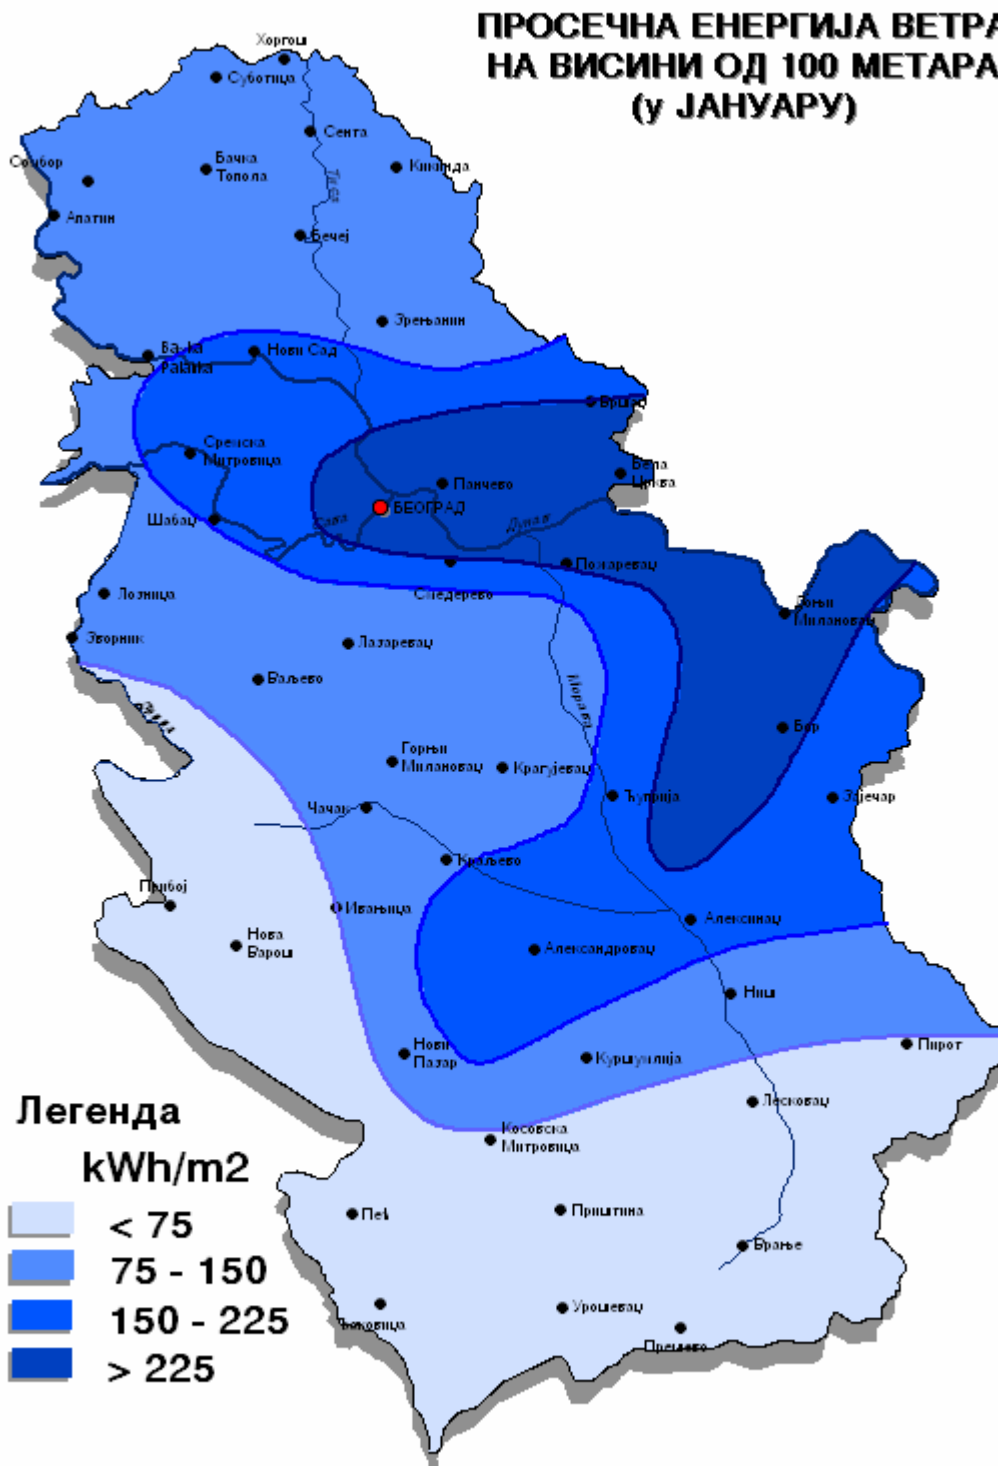 ПРОСЕЧНА ЕНЕРГИЈА ВЕТРА
НА ВИСИНИ ОД 100 МЕТАРА
(у ЈАНУАРУ)
Хоргош
Суботица
Сента
Сомбор
Бачка
Топола
Кикинда
Тиса
Апатин
Бечеј
Зрењанин
Нови Сад
Palanka
Вршац
Сремска
Митровица
Бела
Црква
Панчево
БЕОГРАД
Шабац
Сава
Дунав
Смедерево
Пожаревац
Лозница
Доњи
Милановац
Зворник
Лазаревац
Ваљево
Морава
Дрина
Бор
Горњи
Милановац
Крагујевац
Чачак
Ћуприја
Зајечар
Краљево
Прибој
Ивањица
Алексинац
Нова
Варош
Александровац
Ниш
Нови
Пазар
Куршумлија
Пирот
Лесковац
Косовска
Митровица
Легенда
kWh/m2
< 75
75 - 150
150 - 225
> 225
Пећ
Приштина
Врање
Ђаковица
Урошевац
Прешево